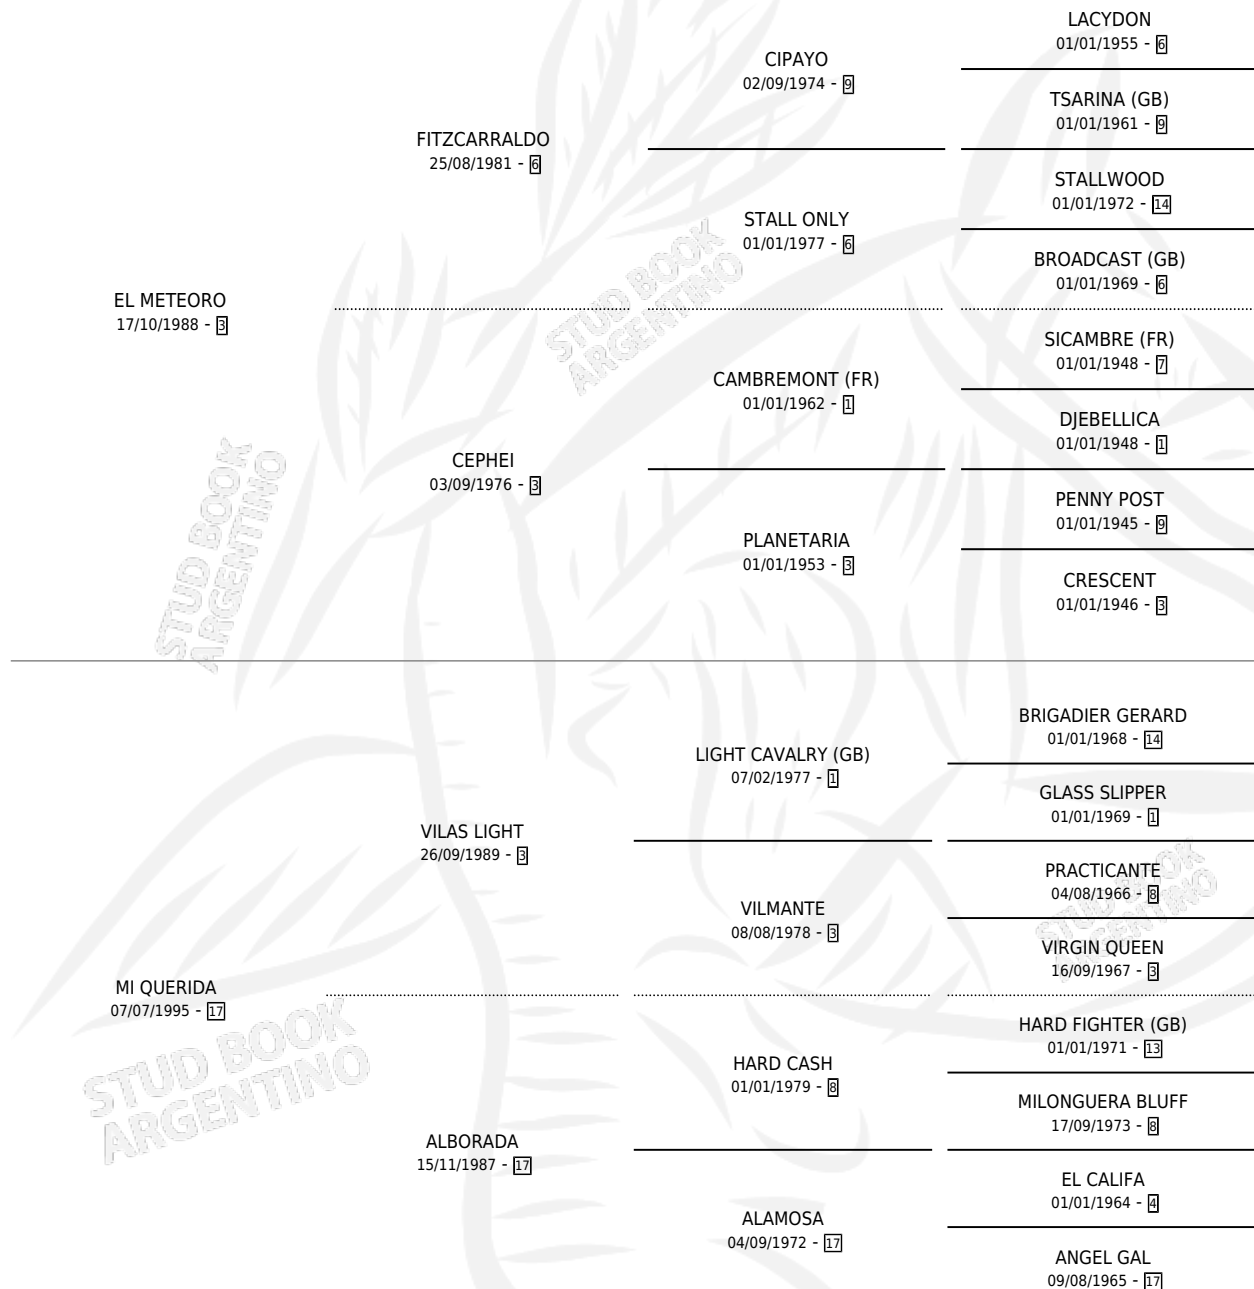 LACYDON
01/01/1955 - 6
CIPAYO
02/09/1974 - 9
TSARINA (GB)
01/01/1961 - 9
FITZCARRALDO
25/08/1981 - 6
STALLWOOD
01/01/1972 - 14
STALL ONLY
01/01/1977 - 6
BROADCAST (GB)
01/01/1969 - 6
EL METEORO
17/10/1988 - 3
SICAMBRE (FR)
01/01/1948 - 7
CAMBREMONT (FR)
01/01/1962 - 1
DJEBELLICA
01/01/1948 - 1
CEPHEI
03/09/1976 - 3
PENNY POST
01/01/1945 - 9
PLANETARIA
01/01/1953 - 3
CRESCENT
01/01/1946 - 3
BRIGADIER GERARD
01/01/1968 - 14
LIGHT CAVALRY (GB)
07/02/1977 - 1
GLASS SLIPPER
01/01/1969 - 1
VILAS LIGHT
26/09/1989 - 3
PRACTICANTE
04/08/1966 - 8
VILMANTE
08/08/1978 - 3
VIRGIN QUEEN
16/09/1967 - 3
MI QUERIDA
07/07/1995 - 17
HARD FIGHTER (GB)
01/01/1971 - 13
HARD CASH
01/01/1979 - 8
MILONGUERA BLUFF
17/09/1973 - 8
ALBORADA
15/11/1987 - 17
EL CALIFA
01/01/1964 - 4
ALAMOSA
04/09/1972 - 17
ANGEL GAL
09/08/1965 - 17
STUD BOOK
ARGENTINO
STUD BOOK
ARGENTINO
STUD BOOK
ARGENTINO
STUD BOOK
ARGENTINO